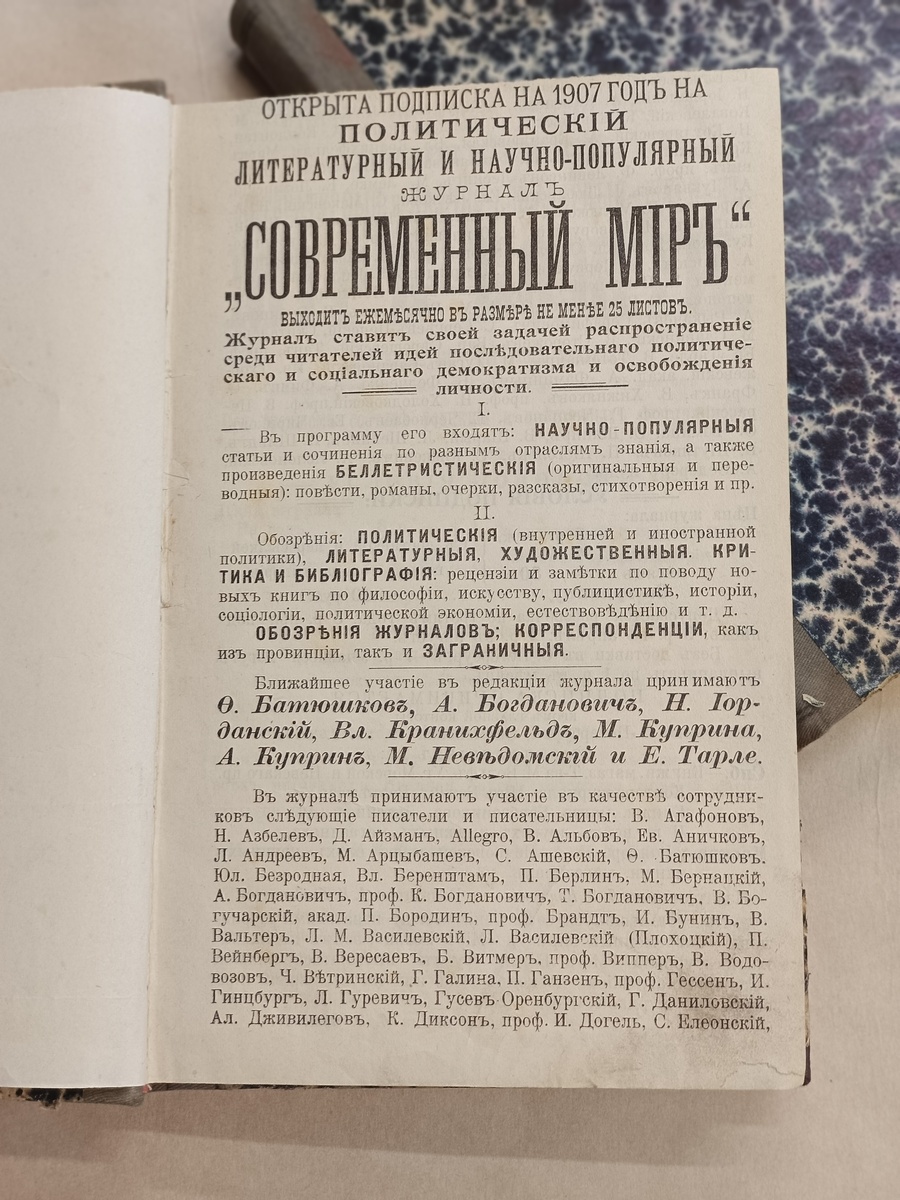 ОТКРЫТА ПОДПИСКА НА 1907 ГОДЪ НА
ПОЛИТИЧЕСКІЙ
ЛИТЕРАТУРНЫЙ И НАУЧНО-ПОПУЛЯРНЫЙ
ЖУРНАЛЪ
„СОВРЕМЕННЫЙ МІРЪ“
ВЫХОДИТЪ ЕЖЕМѢСЯЧНО ВЪ РАЗМѢРѢ НЕ МЕНѢЕ 25 ЛИСТОВЪ.
Журналъ ставитъ своей задачей распространеніе
среди читателей идей послѣдовательнаго политиче-
скаго и соціальнаго демократизма и освобожденія
личности.
I.
Въ программу его входятъ: НАУЧНО-ПОПУЛЯРНЫЯ
статьи и сочиненія по разнымъ отраслямъ знанія, а также
произведенія БЕЛЛЕТРИСТИЧЕСКІЯ (оригинальныя и пере-
водныя): повѣсти, романы, очерки, разсказы, стихотворенія и пр.
II.
Обозрѣнія: ПОЛИТИЧЕСКІЯ (внутренней и иностранной
политики), ЛИТЕРАТУРНЫЯ, ХУДОЖЕСТВЕННЫЯ. КРИ-
ТИКА И БИБЛІОГРАФІЯ: рецензіи и замѣтки по поводу но-
выхъ книгъ по философіи, искусству, публицистикѣ, исторіи,
соціологіи, политической экономіи, естествовѣдѣнію и т. д.
ОБОЗРѢНІЯ ЖУРНАЛОВЪ; КОРРЕСПОНДЕНЦІИ, какъ
изъ провинціи, такъ и ЗАГРАНИЧНЫЯ.
Ближайшее участіе въ редакціи журнала цринимаютъ
Ѳ. Батюшковъ, А. Богдановичъ, Н. Іор-
данскій, Вл. Кранихфельдъ, М. Куприна,
А. Купринъ, М. Невѣдомскій и Е. Тарле.
Въ журналѣ принимаютъ участіе въ качествѣ сотрудни-
ковъ слѣдующіе писатели и писательницы: В. Агафоновъ,
Н. Азбелевъ, Д. Айзманъ, Allegro, В. Альбовъ, Ев. Аничковъ,
Л. Андреевъ, М. Арцыбашевъ, С. Ашевскій, Ѳ. Батюшковъ.
Юл. Безродная, Вл. Беренштамъ, П. Берлинъ, М. Бернацкій,
А. Богдановичъ, проф. К. Богдановичъ, Т. Богдановичъ, В. Бо-
гучарскій, акад. П. Бородинъ, проф. Брандтъ, И. Бунинъ, В.
Вальтеръ, Л. М. Василевскій, Л. Василевскій (Плохоцкій), П.
Вейнбергъ, В. Вересаевъ, Б. Витмеръ, проф. Випперъ, В. Водо-
возовъ, Ч. Вѣтринскій, Г. Галина, П. Ганзенъ, проф. Гессенъ, И.
Гинцбургъ, Л. Гуревичъ, Гусевъ-Оренбургскій, Г. Даниловскій,
Ал. Дживилеговъ, К. Диксонъ, проф. И. Догель, С. Елеонскій,